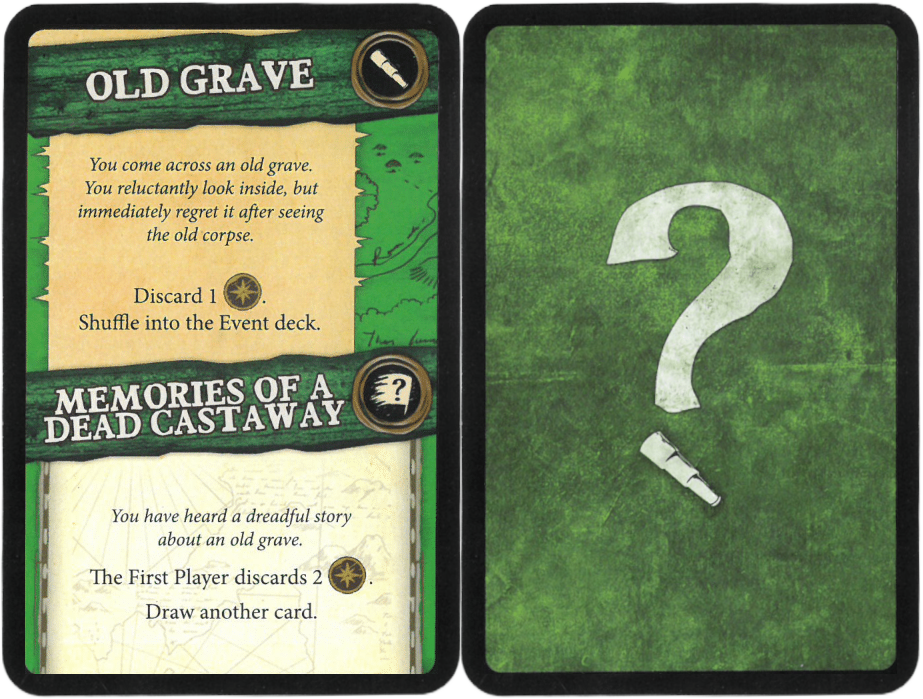 OLD GRAVE
You come across an old grave.
You reluctantly look inside, but
immediately regret it after seeing
the old corpse.
Discard 1 .
Shuffle into the Event deck.
MEMORIES OF A
DEAD CASTAWAY
?
You have heard a dreadful story
about an old grave.
The First Player discards 2 .
Draw another card.
?